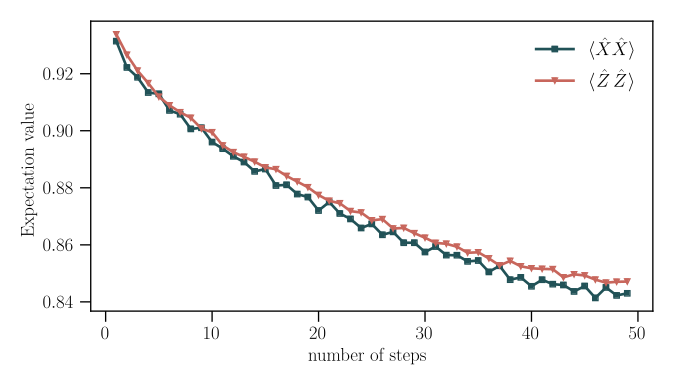 ⟨X̂X̂⟩
⟨ẐẐ⟩
Expectation value
0.92
0.90
0.88
0.86
0.84
0 10 20 30 40 50
number of steps